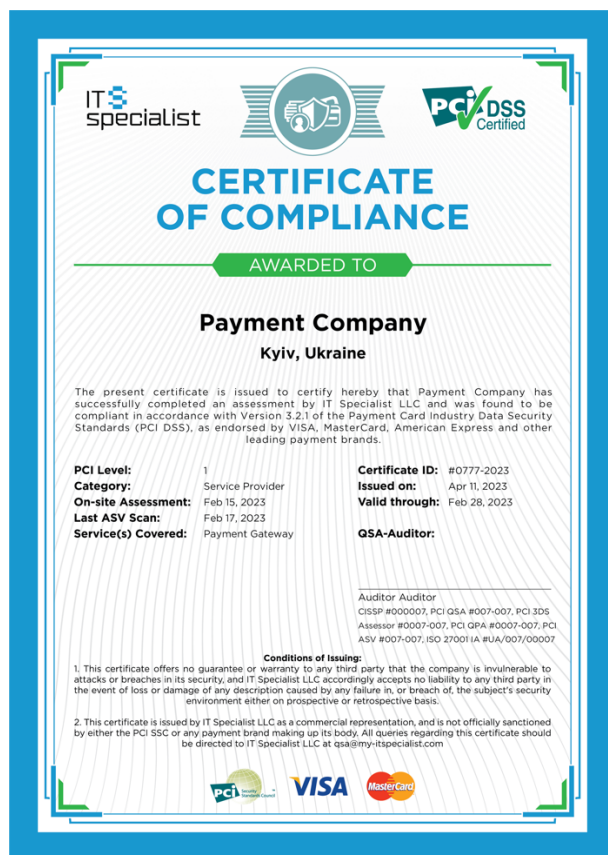 IT S
specialist
PCI DSS
Certified
CERTIFICATE
OF COMPLIANCE
AWARDED TO
Payment Company
Kyiv, Ukraine
The present certificate is issued to certify hereby that Payment Company has
successfully completed an assessment by IT Specialist LLC and was found to be
compliant in accordance with Version 3.2.1 of the Payment Card Industry Data Security
Standards (PCI DSS), as endorsed by VISA, MasterCard, American Express and other
leading payment brands.
PCI Level: 1
Category: Service Provider
On-site Assessment: Feb 15, 2023
Last ASV Scan: Feb 17, 2023
Service(s) Covered: Payment Gateway
Certificate ID: #0777-2023
Issued on: Apr 11, 2023
Valid through: Feb 28, 2023
QSA-Auditor:
Auditor Auditor
CISSP #000007, PCI QSA #007-007, PCI 3DS
Assessor #0007-007, PCI QPA #0007-007, PCI
ASV #007-007, ISO 27001 IA #UA/007/00007
Conditions of Issuing:
1. This certificate offers no guarantee or warranty to any third party that the company is invulnerable to
attacks or breaches in its security, and IT Specialist LLC accordingly accepts no liability to any third party in
the event of loss or damage of any description caused by any failure in, or breach of, the subject's security
environment either on prospective or retrospective basis.
2. This certificate is issued by IT Specialist LLC as a commercial representation, and is not officially sanctioned
by either the PCI SSC or any payment brand making up its body. All queries regarding this certificate should
be directed to IT Specialist LLC at qsa@my-itspecialist.com
PCI Security
Standards Council
VISA
MasterCard